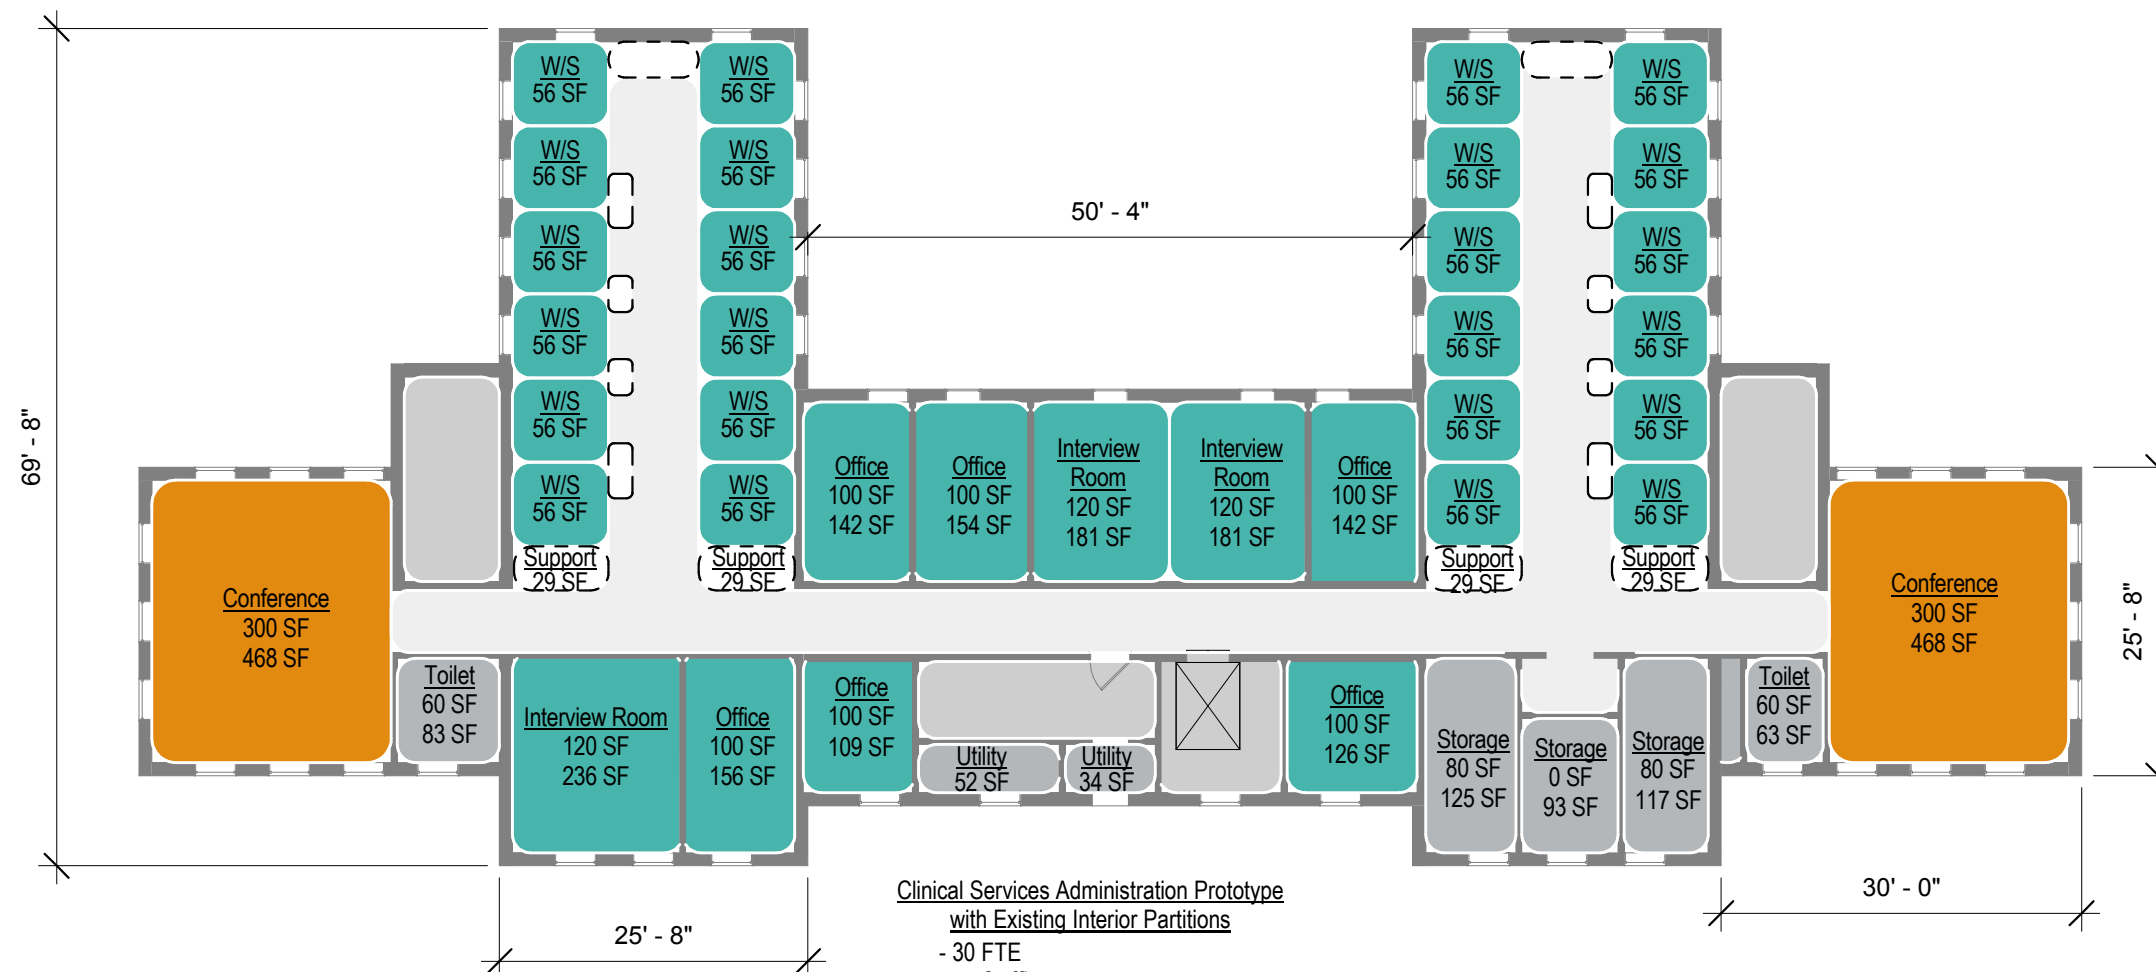 W/S
56 SF
W/S
56 SF
W/S
56 SF
W/S
56 SF
W/S
56 SF
W/S
56 SF
W/S
56 SF
W/S
56 SF
50' - 4"
W/S
56 SF
W/S
56 SF
W/S
56 SF
W/S
56 SF
W/S
56 SF
W/S
56 SF
W/S
56 SF
W/S
56 SF
W/S
56 SF
W/S
56 SF
W/S
56 SF
W/S
56 SF
69' - 8"
W/S
56 SF
W/S
56 SF
W/S
56 SF
W/S
56 SF
Office
100 SF
142 SF
Office
100 SF
154 SF
Interview
Room
120 SF
181 SF
Interview
Room
120 SF
181 SF
Office
100 SF
142 SF
Support
29 SF
Support
29 SF
Support
29 SF
Support
29 SF
Conference
300 SF
468 SF
Conference
300 SF
468 SF
25' - 8"
Toilet
60 SF
83 SF
Interview Room
120 SF
236 SF
Office
100 SF
156 SF
Office
100 SF
109 SF
Utility
52 SF
Utility
34 SF
Office
100 SF
126 SF
Storage
80 SF
125 SF
Storage
0 SF
93 SF
Storage
80 SF
117 SF
Toilet
60 SF
63 SF
30' - 0"
25' - 8"
Clinical Services Administration Prototype
with Existing Interior Partitions
- 30 FTE